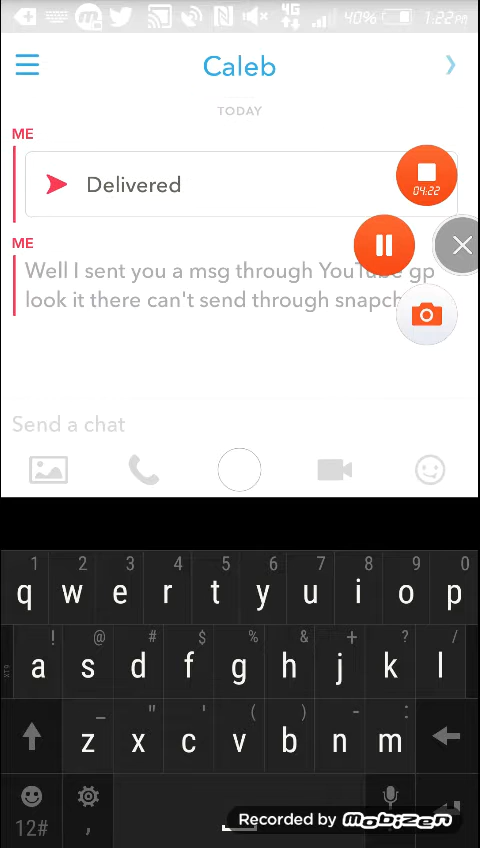 4G 40% 1:22PM
Caleb
TODAY
ME
Delivered
04:22
ME
Well I sent you a msg through YouTube gp
look it there can't send through snapch
Send a chat
1 2 3 4 5 6 7 8 9 0
q w e r t y u i o p
! @ # $ % & + ? /
XT9 a s d f g h j k l
_ " ' ( ) - :
z x c v b n m
12# ,
Recorded by mobizen